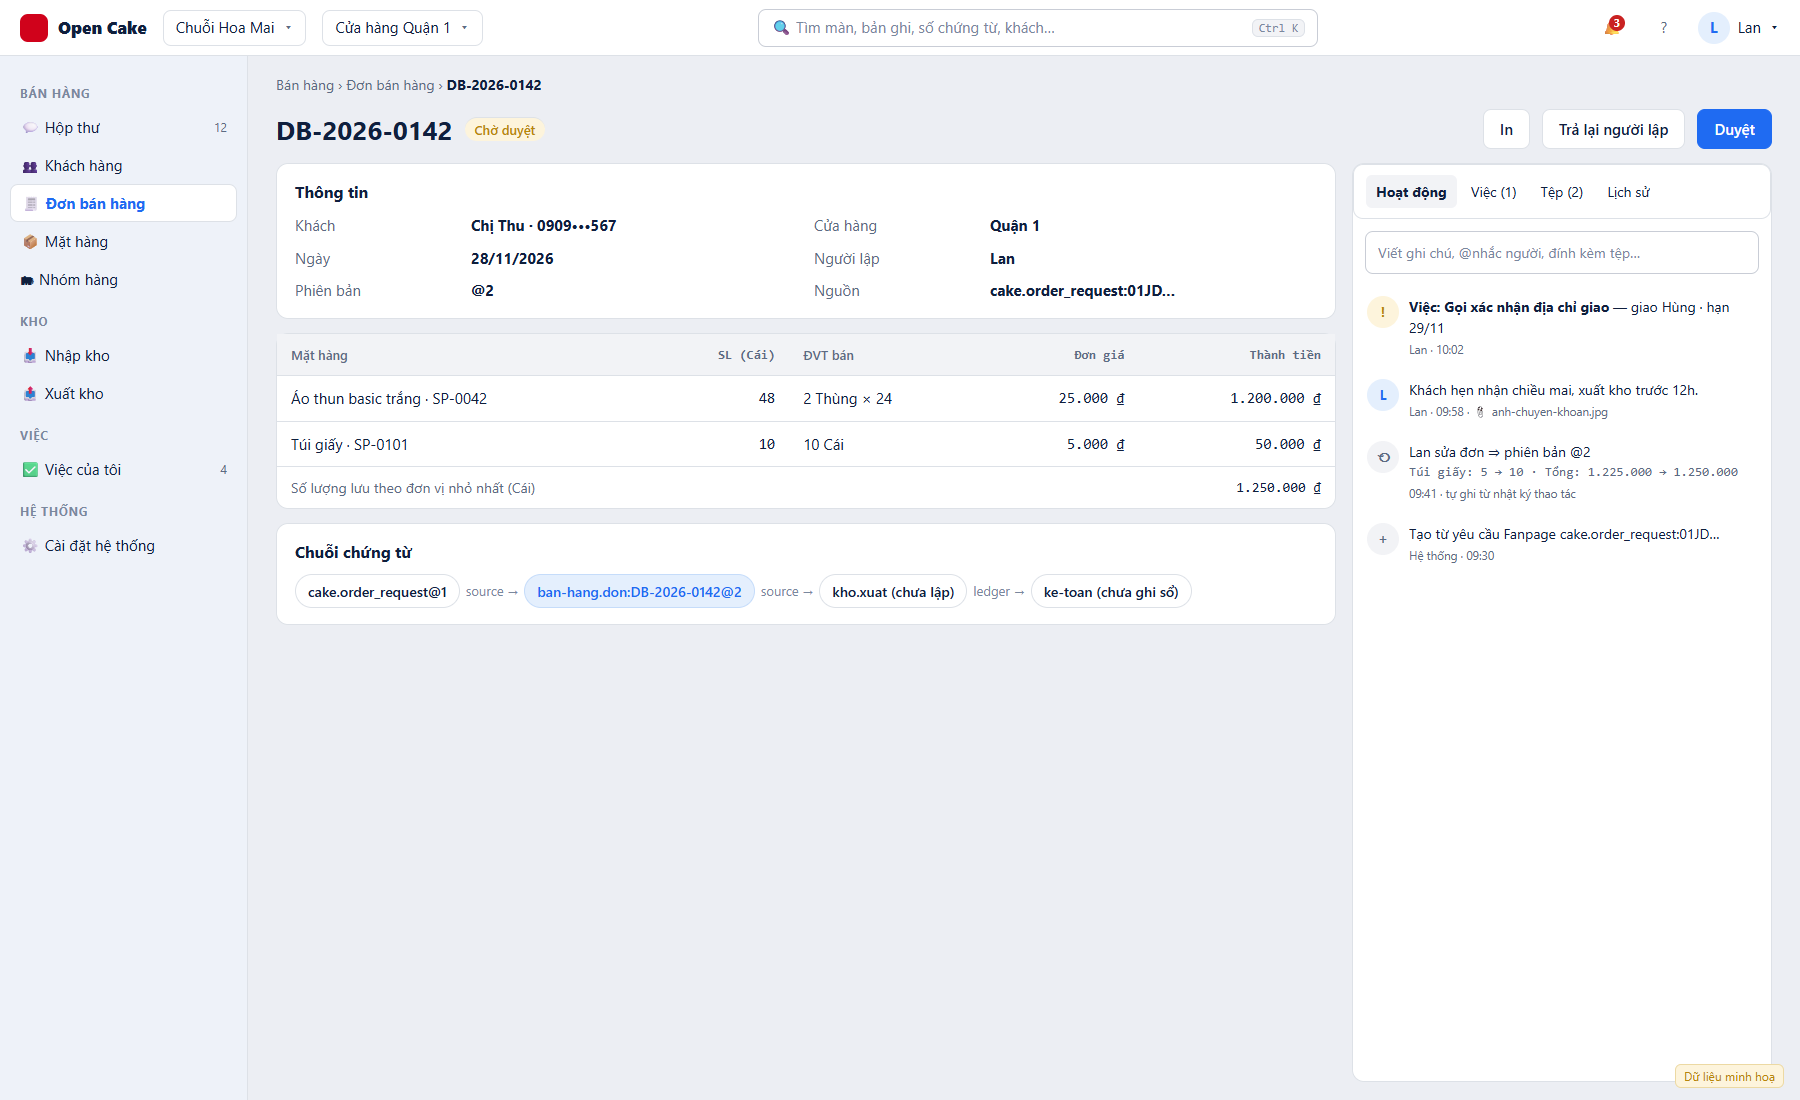 Open Cake
Chuỗi Hoa Mai
Cửa hàng Quận 1
Tìm màn, bản ghi, số chứng từ, khách...
Ctrl K
3
?
L
Lan
BÁN HÀNG
Hộp thư
12
Khách hàng
Đơn bán hàng
Mặt hàng
Nhóm hàng
KHO
Nhập kho
Xuất kho
VIỆC
Việc của tôi
4
HỆ THỐNG
Cài đặt hệ thống
Bán hàng › Đơn bán hàng › DB-2026-0142
DB-2026-0142
Chờ duyệt
In
Trả lại người lập
Duyệt
Thông tin
Khách
Chị Thu · 0909•••567
Cửa hàng
Quận 1
Ngày
28/11/2026
Người lập
Lan
Phiên bản
@2
Nguồn
cake.order_request:01JD...
Mặt hàng
SL (Cái)
ĐVT bán
Đơn giá
Thành tiền
Áo thun basic trắng · SP-0042
48
2 Thùng × 24
25.000 ₫
1.200.000 ₫
Túi giấy · SP-0101
10
10 Cái
5.000 ₫
50.000 ₫
Số lượng lưu theo đơn vị nhỏ nhất (Cái)
1.250.000 ₫
Chuỗi chứng từ
cake.order_request@1
source →
ban-hang.don:DB-2026-0142@2
source →
kho.xuat (chưa lập)
ledger →
ke-toan (chưa ghi sổ)
Hoạt động
Việc (1)
Tệp (2)
Lịch sử
Viết ghi chú, @nhắc người, đính kèm tệp...
!
Việc: Gọi xác nhận địa chỉ giao — giao Hùng · hạn
29/11
Lan · 10:02
L
Khách hẹn nhận chiều mai, xuất kho trước 12h.
Lan · 09:58 · anh-chuyen-khoan.jpg
Lan sửa đơn ⇒ phiên bản @2
Túi giấy: 5 → 10 · Tổng: 1.225.000 → 1.250.000
09:41 · tự ghi từ nhật ký thao tác
+
Tạo từ yêu cầu Fanpage cake.order_request:01JD...
Hệ thống · 09:30
Dữ liệu minh hoạ